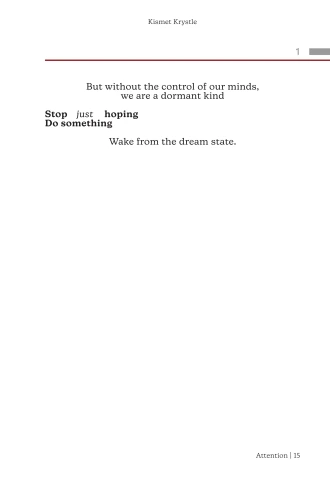 Kismet Krystle
1
But without the control of our minds,
we are a dormant kind
Stop just hoping
Do something
Wake from the dream state.
Attention | 15